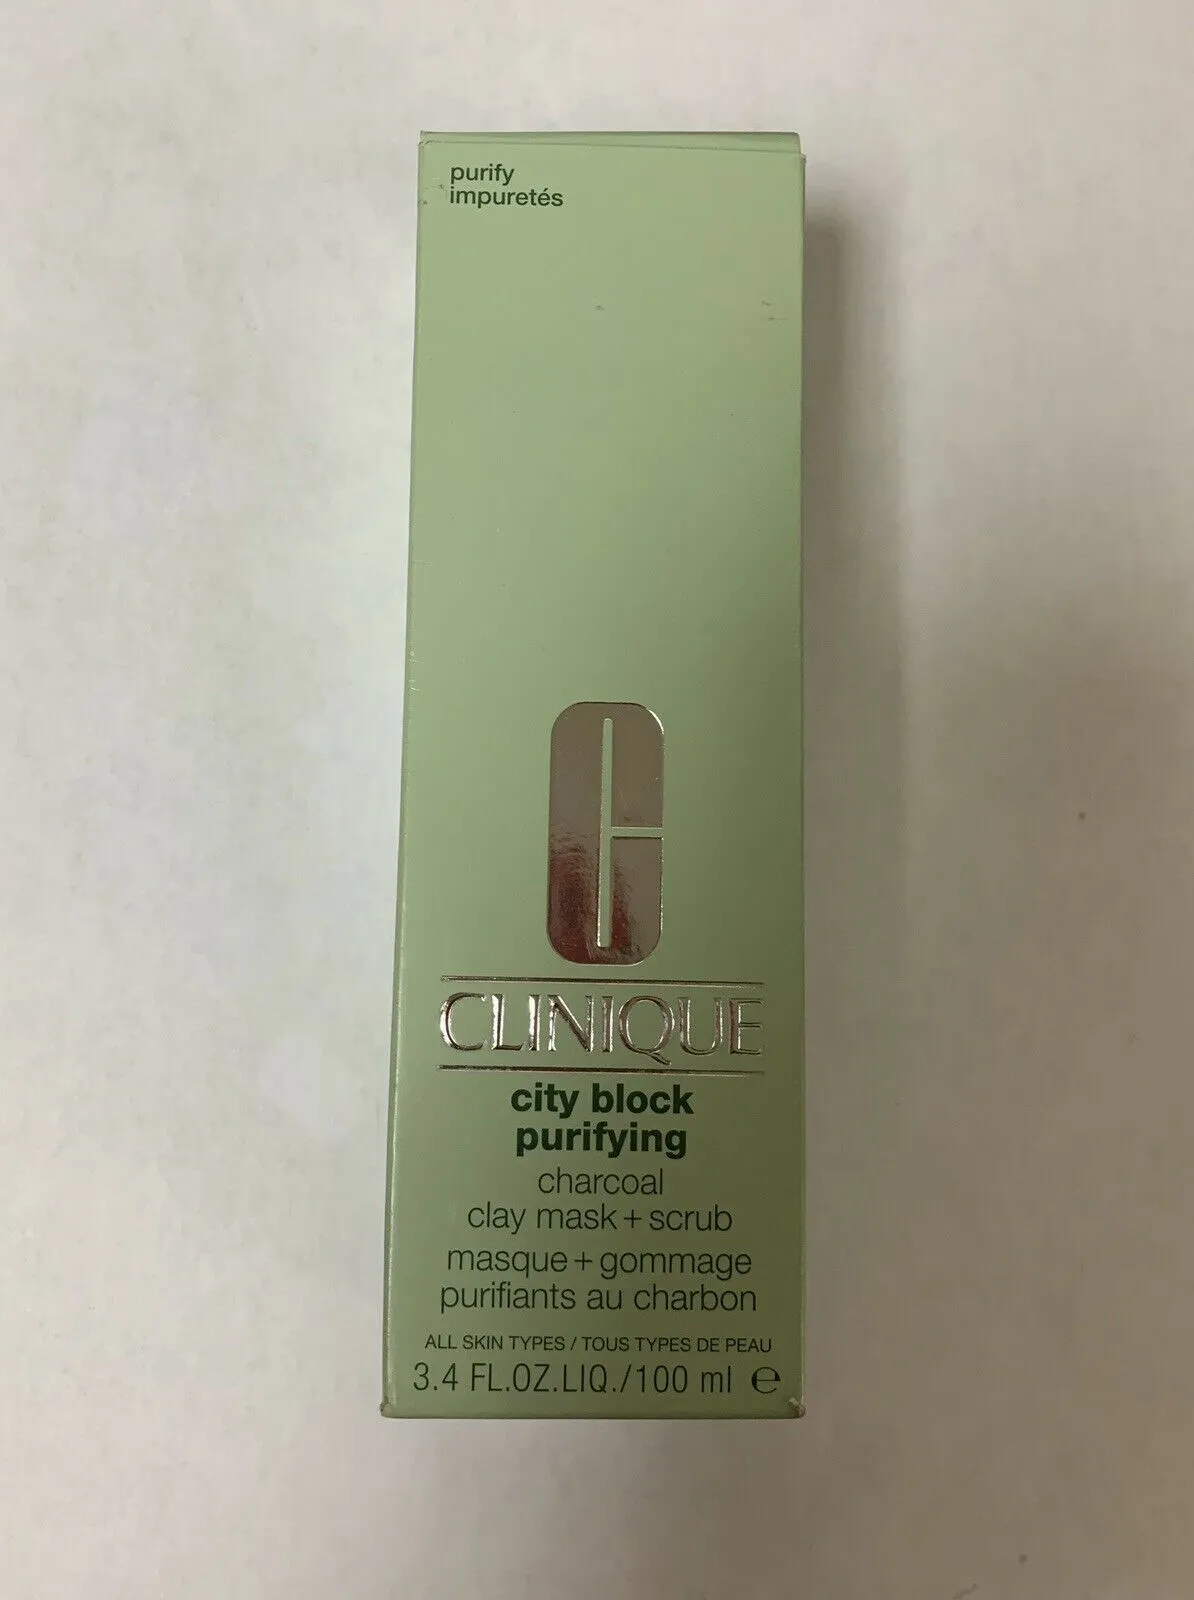 purify
impuretés
CLINIQUE
city block
purifying
charcoal
clay mask + scrub
masque + gommage
purifiants au charbon
ALL SKIN TYPES / TOUS TYPES DE PEAU
3.4 FL.OZ.LIQ./100 ml ℮